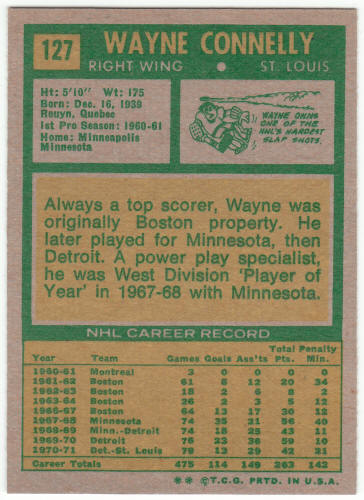 127 WAYNE CONNELLY
RIGHT WING ● ST. LOUIS
Ht: 5'10" Wt: 175
Born: Dec. 16, 1939
Rouyn, Quebec
1st Pro Season: 1960-61
Home: Minneapolis
Minnesota
WAYNE OWNS
ONE OF THE
NHL'S HARDEST
SLAP SHOTS.
Always a top scorer, Wayne was
originally Boston property. He
later played for Minnesota, then
Detroit. A power play specialist,
he was West Division 'Player of
Year' in 1967-68 with Minnesota.
NHL CAREER RECORD
Total Penalty
Year Team Games Goals Ass'ts Pts. Min.
1960-61 Montreal 3 0 0 0 0
1961-62 Boston 61 8 12 20 34
1962-63 Boston 18 2 6 8 2
1963-64 Boston 26 2 3 5 12
1966-67 Boston 64 13 17 30 12
1967-68 Minnesota 74 35 21 56 40
1968-69 Minn.-Detroit 74 18 25 43 11
1969-70 Detroit 76 23 36 59 10
1970-71 Det.-St. Louis 79 13 29 42 21
Career Totals 475 114 149 263 142
** ©T.C.G. PRTD. IN U.S.A.